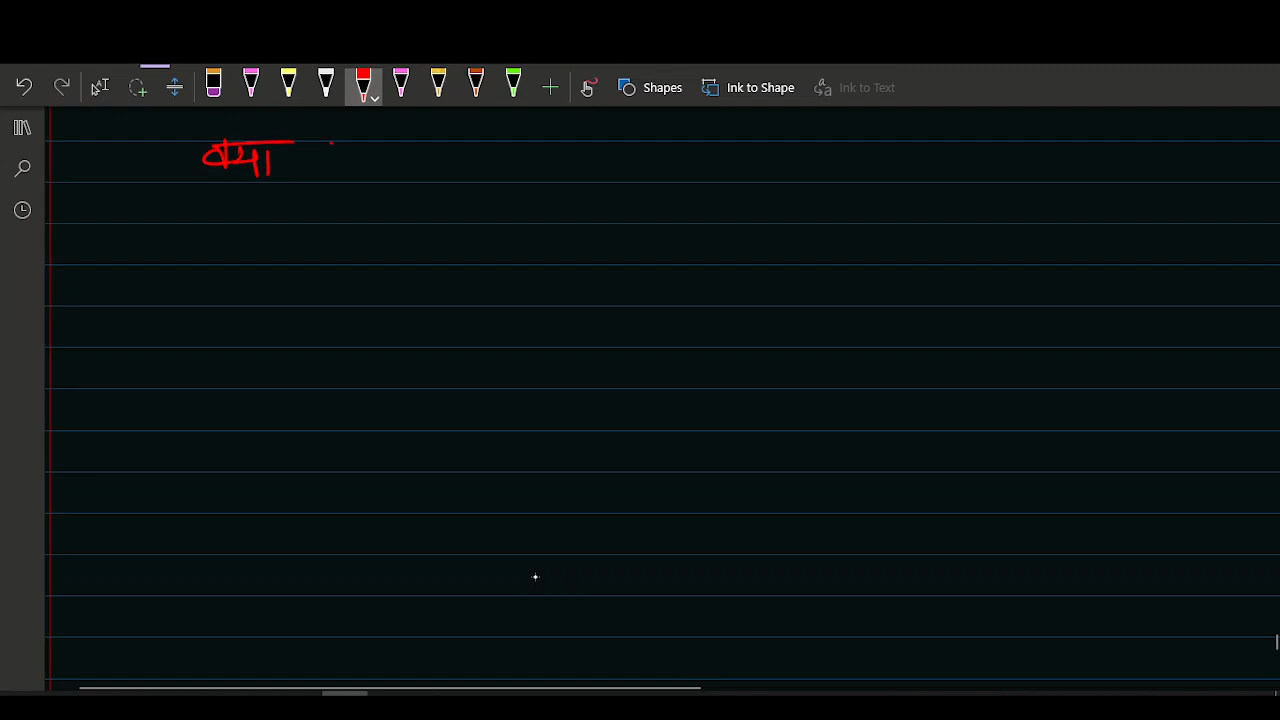 Shapes Ink to Shape Ink to Text
क्या